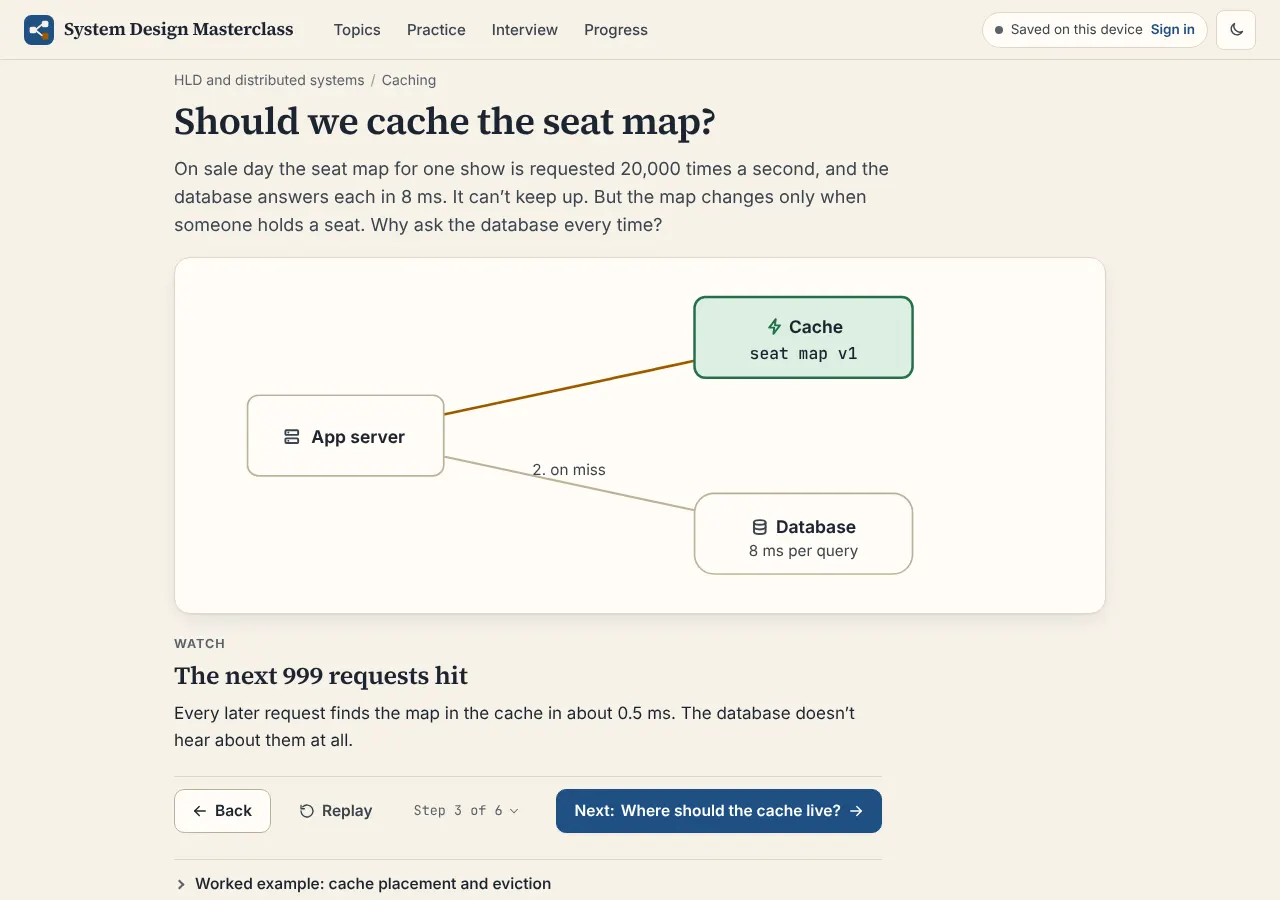 System Design Masterclass
Topics
Practice
Interview
Progress
Saved on this device
Sign in
HLD and distributed systems / Caching
Should we cache the seat map?
On sale day the seat map for one show is requested 20,000 times a second, and the
database answers each in 8 ms. It can’t keep up. But the map changes only when
someone holds a seat. Why ask the database every time?
Cache
seat map v1
App server
2. on miss
Database
8 ms per query
WATCH
The next 999 requests hit
Every later request finds the map in the cache in about 0.5 ms. The database doesn’t
hear about them at all.
Back
Replay
Step 3 of 6
Next: Where should the cache live?
Worked example: cache placement and eviction